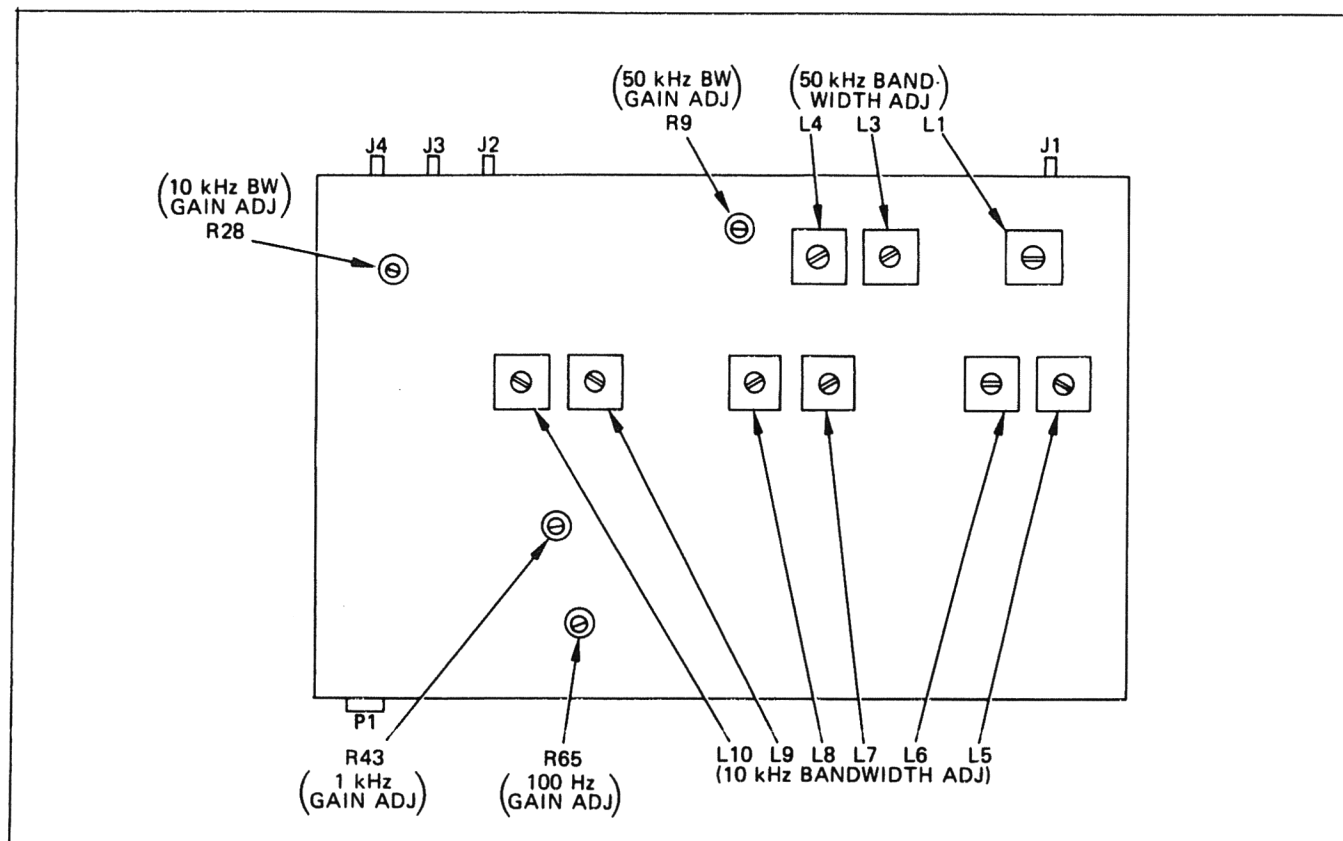 (50 kHz BW
GAIN ADJ)
R9
(50 kHz BAND-
WIDTH ADJ)
L4 L3 L1
J4 J3 J2 J1
(10 kHz BW
GAIN ADJ)
R28
P1
R43
(1 kHz
GAIN ADJ)
R65
(100 Hz
GAIN ADJ)
L10 L9 L8 L7 L6 L5
(10 kHz BANDWIDTH ADJ)